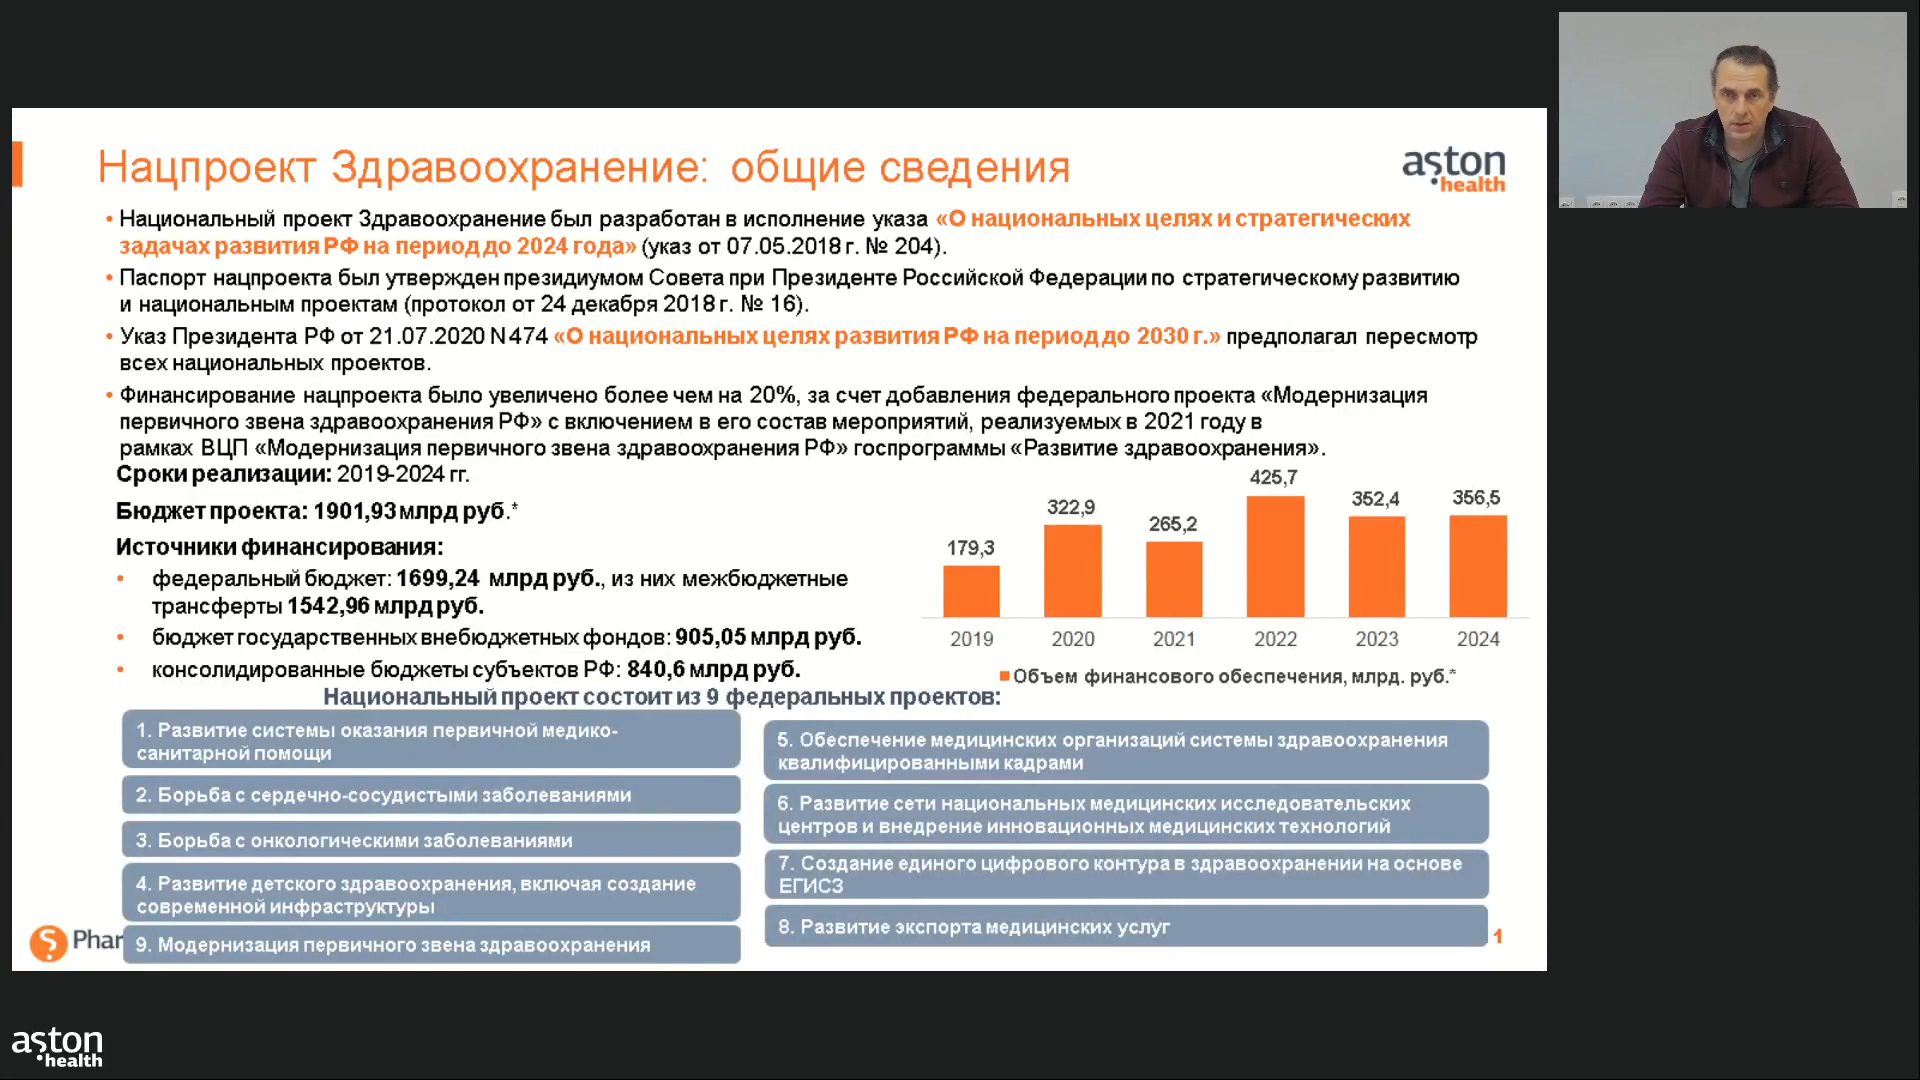 Нацпроект Здравоохранение: общие сведения
aston
health
• Национальный проект Здравоохранение был разработан в исполнение указа «О национальных целях и стратегических
задачах развития РФ на период до 2024 года» (указ от 07.05.2018 г. № 204).
• Паспорт нацпроекта был утвержден президиумом Совета при Президенте Российской Федерации по стратегическому развитию
и национальным проектам (протокол от 24 декабря 2018 г. № 16).
• Указ Президента РФ от 21.07.2020 N 474 «О национальных целях развития РФ на период до 2030 г.» предполагал пересмотр
всех национальных проектов.
• Финансирование нацпроекта было увеличено более чем на 20%, за счет добавления федерального проекта «Модернизация
первичного звена здравоохранения РФ» с включением в его состав мероприятий, реализуемых в 2021 году в
рамках ВЦП «Модернизация первичного звена здравоохранения РФ» госпрограммы «Развитие здравоохранения».
Сроки реализации: 2019-2024 гг.
Бюджет проекта: 1901,93 млрд руб.*
Источники финансирования:
• федеральный бюджет: 1699,24 млрд руб., из них межбюджетные
трансферты 1542,96 млрд руб.
• бюджет государственных внебюджетных фондов: 905,05 млрд руб.
• консолидированные бюджеты субъектов РФ: 840,6 млрд руб.
179,3 322,9 265,2 425,7 352,4 356,5
2019 2020 2021 2022 2023 2024
Объем финансового обеспечения, млрд. руб.*
Национальный проект состоит из 9 федеральных проектов:
1. Развитие системы оказания первичной медико-
санитарной помощи
2. Борьба с сердечно-сосудистыми заболеваниями
3. Борьба с онкологическими заболеваниями
4. Развитие детского здравоохранения, включая создание
современной инфраструктуры
9. Модернизация первичного звена здравоохранения
5. Обеспечение медицинских организаций системы здравоохранения
квалифицированными кадрами
6. Развитие сети национальных медицинских исследовательских
центров и внедрение инновационных медицинских технологий
7. Создание единого цифрового контура в здравоохранении на основе
ЕГИСЗ
8. Развитие экспорта медицинских услуг
Phar
1
aston
health